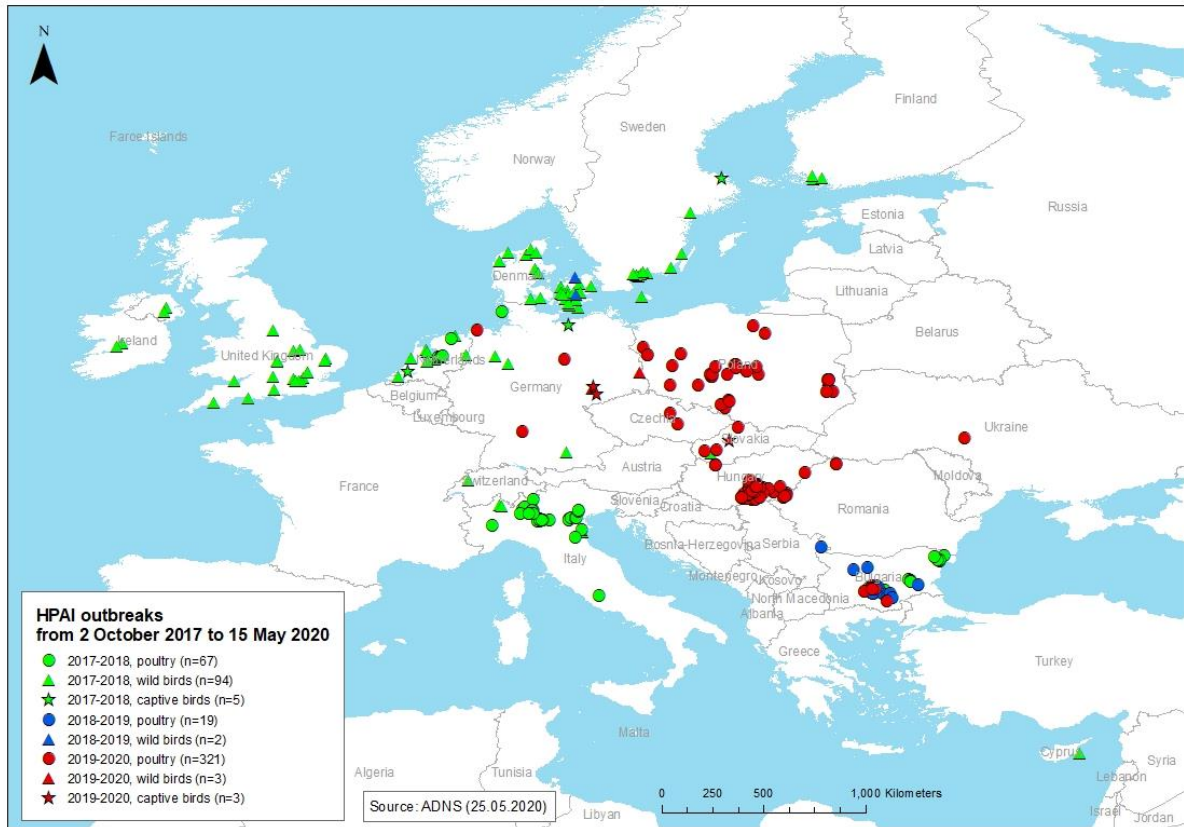 N
Finland
Faroe Islands
Sweden
Norway
Russia
Estonia
Latvia
Denmark
Lithuania
Ireland
United Kingdom
Netherlands
Belarus
Poland
Germany
Belgium
Luxembourg
Czechia
Ukraine
Slovakia
France
Austria
Hungary
Moldova
Switzerland
Slovenia
Croatia
Romania
Bosnia-Herzegovina
Serbia
Italy
Montenegro
Kosovo
Bulgaria
North Macedonia
Albania
Greece
Turkey
HPAI outbreaks
from 2 October 2017 to 15 May 2020
2017-2018, poultry (n=67)
2017-2018, wild birds (n=94)
2017-2018, captive birds (n=5)
2018-2019, poultry (n=19)
2018-2019, wild birds (n=2)
2019-2020, poultry (n=321)
2019-2020, wild birds (n=3)
2019-2020, captive birds (n=3)
Malta
Cyprus
Syria
Algeria
Tunisia
Lebanon
Source: ADNS (25.05.2020)
0 250 500 1,000 Kilometers
Libyan
Israel
Jordan